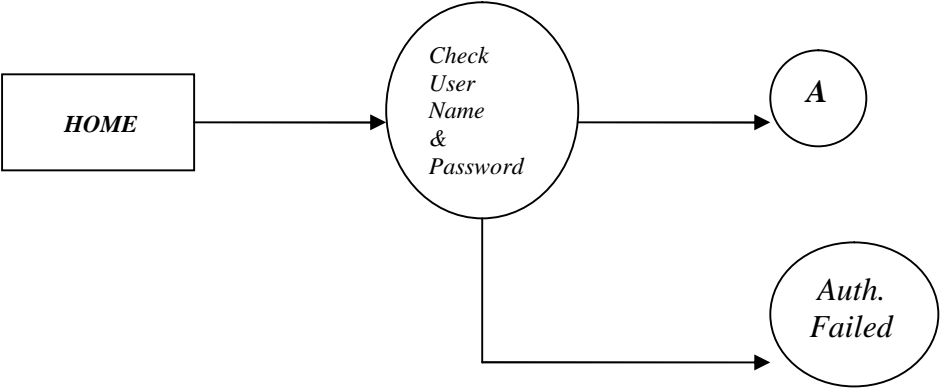 HOME
Check
User
Name
&
Password
A
Auth.
Failed